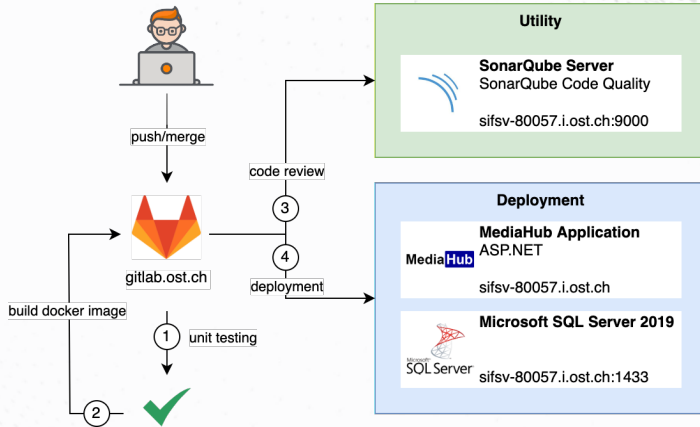 Utility
SonarQube Server
SonarQube Code Quality
sifsv-80057.i.ost.ch:9000
push/merge
code review
3
gitlab.ost.ch
4
deployment
Deployment
MediaHub
MediaHub Application
ASP.NET
sifsv-80057.i.ost.ch
Microsoft
SQL Server
Microsoft SQL Server 2019
sifsv-80057.i.ost.ch:1433
build docker image
1
unit testing
2